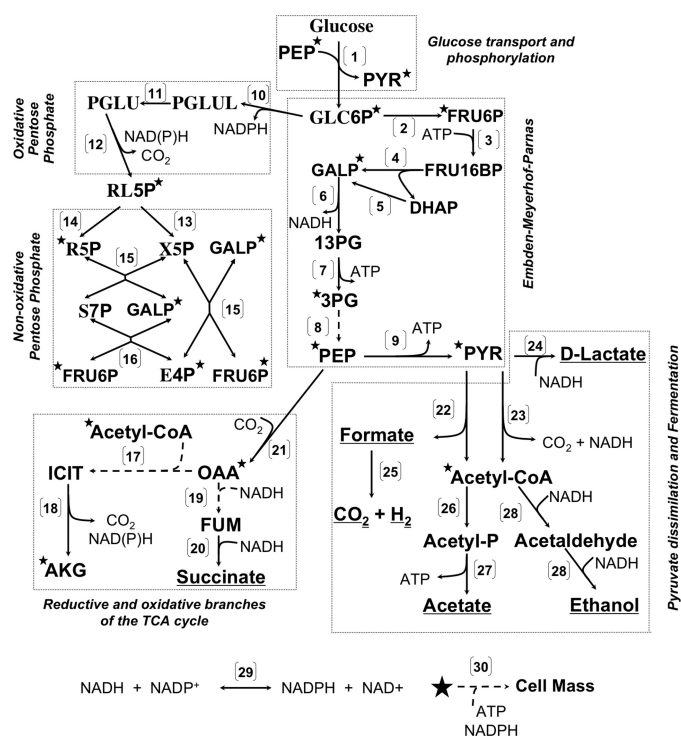 Glucose
PEP★ [1]
PYR★
Glucose transport and
phosphorylation
Oxidative
Pentose
Phosphate
PGLU [11] PGLUL [10]
NADPH
[12] NAD(P)H
CO2
RL5P★
GLC6P★ [2] ★FRU6P
ATP [3]
GALP★ [4] FRU16BP
[6] NADH [5] DHAP
13PG
[7] ATP
★3PG
[8]
★PEP [9] ATP ★PYR
Embden-Meyerhof-Parnas
Non-oxidative
Pentose Phosphate
[14] [13]
★R5P X5P GALP★
[15]
S7P GALP★ [15]
[16]
★FRU6P E4P★ FRU6P★
[24] D-Lactate
NADH
[22] [23]
Formate CO2 + NADH
[25] ★Acetyl-CoA
CO2 + H2 [26] [28] NADH
Acetyl-P Acetaldehyde
ATP [27] [28] NADH
Acetate Ethanol
Pyruvate dissimilation and Fermentation
CO2 [21]
★Acetyl-CoA
[17]
ICIT OAA★
[18] [19] NADH
CO2
NAD(P)H
FUM
[20] NADH
★AKG Succinate
Reductive and oxidative branches
of the TCA cycle
NADH + NADP+ [29] NADPH + NAD+
★ [30] Cell Mass
ATP
NADPH